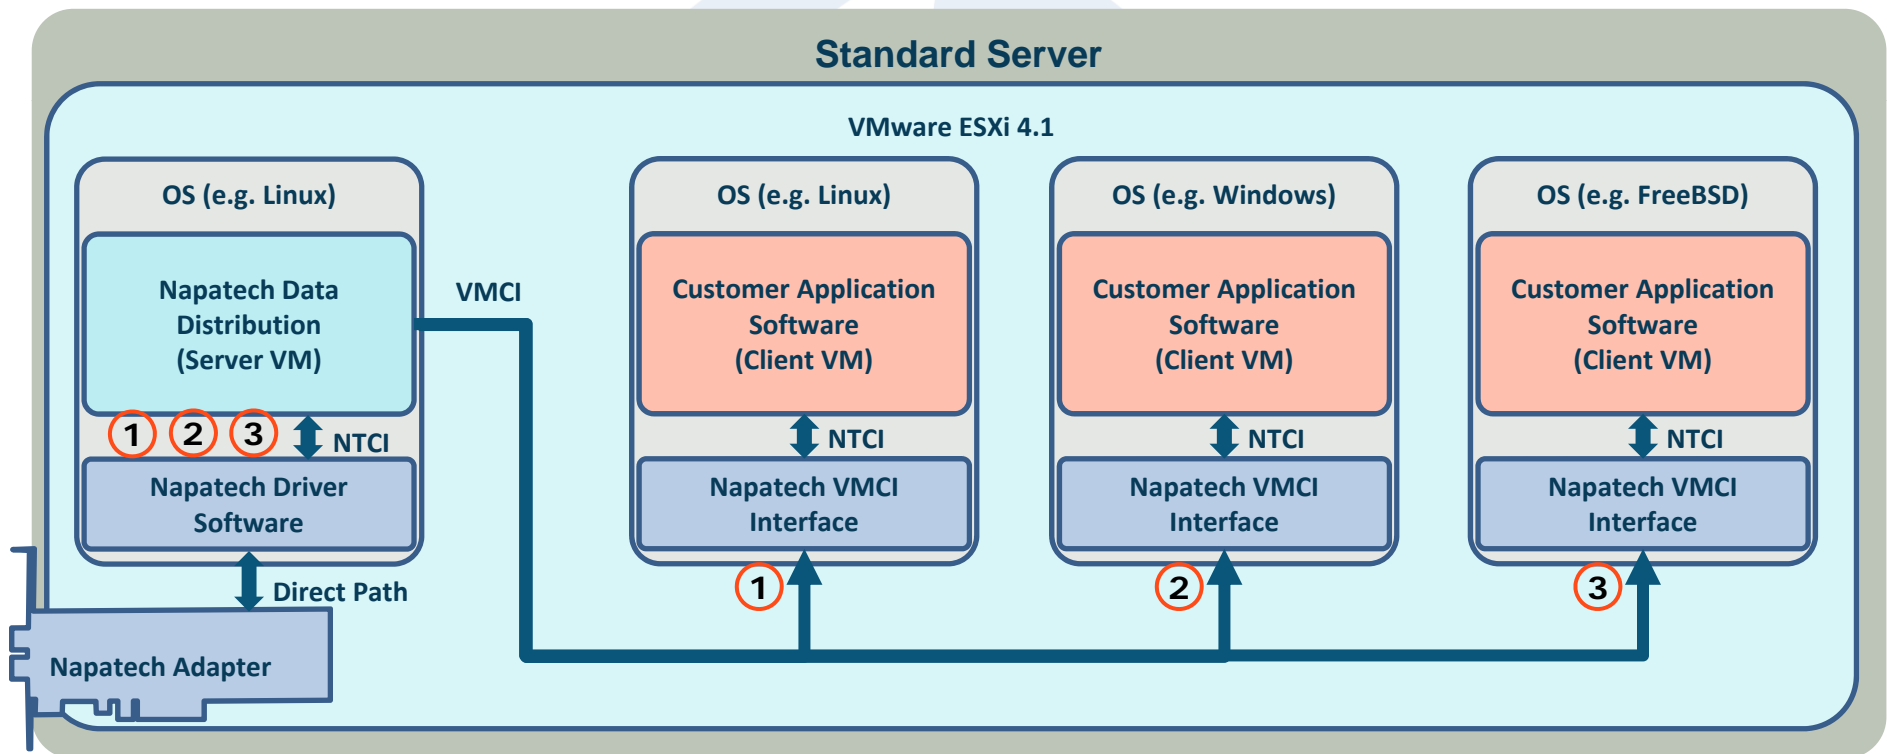 Standard Server
VMware ESXi 4.1
OS (e.g. Linux)
Napatech Data
Distribution
(Server VM)
1 2 3
NTCI
Napatech Driver
Software
Direct Path
Napatech Adapter
VMCI
OS (e.g. Linux)
Customer Application
Software
(Client VM)
NTCI
Napatech VMCI
Interface
1
OS (e.g. Windows)
Customer Application
Software
(Client VM)
NTCI
Napatech VMCI
Interface
2
OS (e.g. FreeBSD)
Customer Application
Software
(Client VM)
NTCI
Napatech VMCI
Interface
3